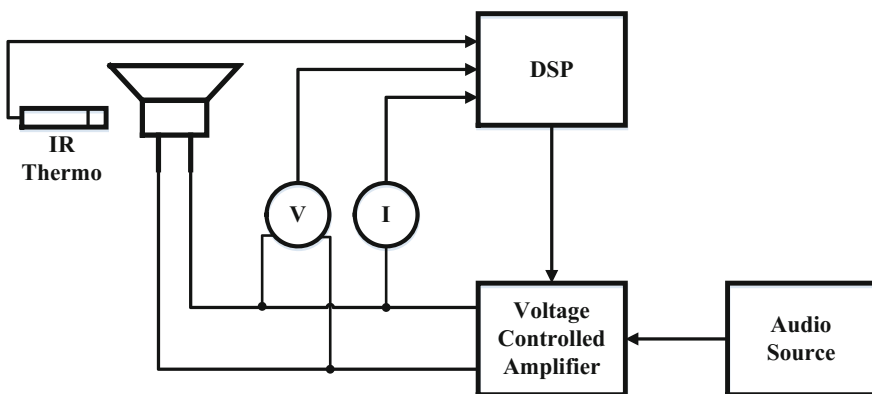 DSP
IR
Thermo
V
I
Voltage
Controlled
Amplifier
Audio
Source